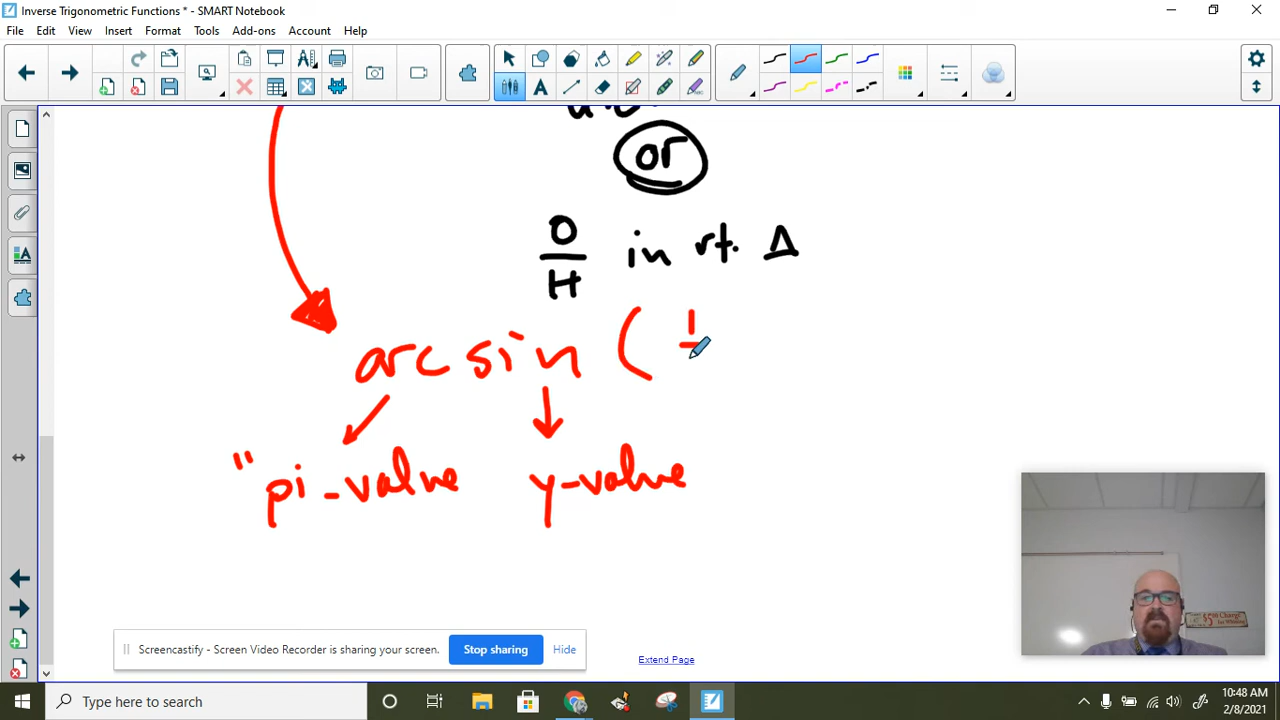 Inverse Trigonometric Functions * - SMART Notebook
File Edit View Insert Format Tools Add-ons Account Help
or
O
H
in rt. Δ
arcsin ( 1
"pi-value y-value
Screencastify - Screen Video Recorder is sharing your screen. Stop sharing Hide
Extend Page
Type here to search
10:48 AM
2/8/2021